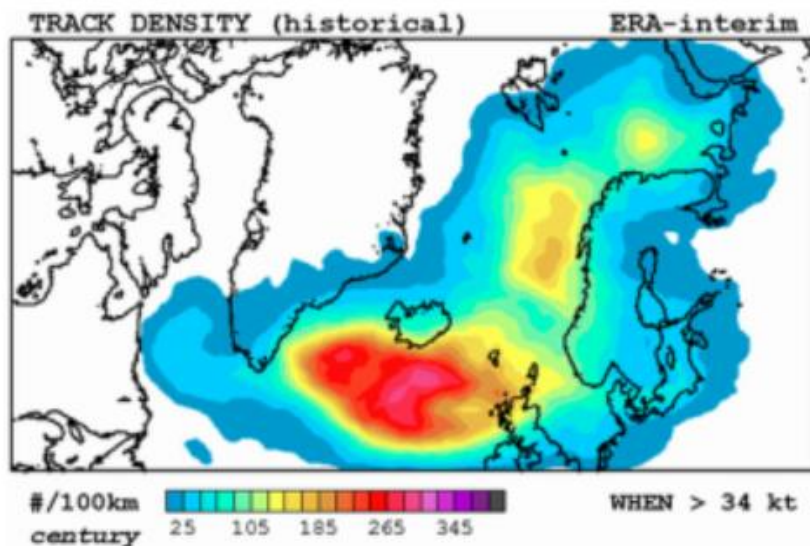 TRACK DENSITY (historical) ERA-interim
#/100km WHEN > 34 kt
25 105 185 265 345
century